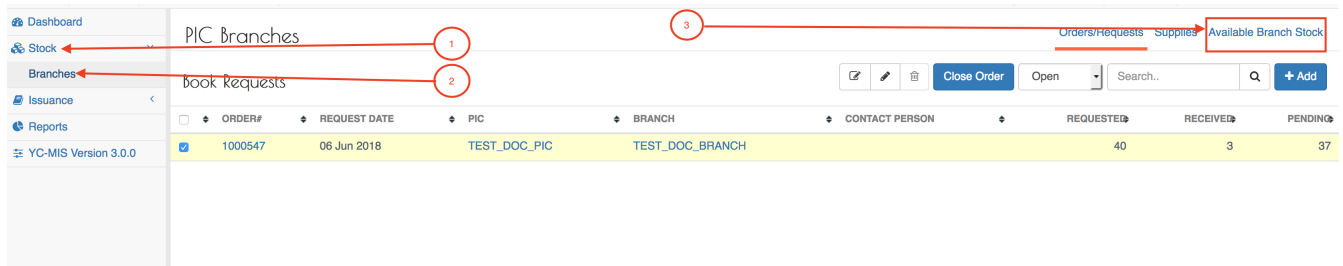 Dashboard
Stock
Branches
Issuance
Reports
YC-MIS Version 3.0.0
PIC Branches
1
2
3
Orders/Requests Supplies Available Branch Stock
Book Requests
Close Order Open Search.. + Add
ORDER# REQUEST DATE PIC BRANCH CONTACT PERSON REQUESTED RECEIVED PENDING
1000547 06 Jun 2018 TEST_DOC_PIC TEST_DOC_BRANCH 40 3 37